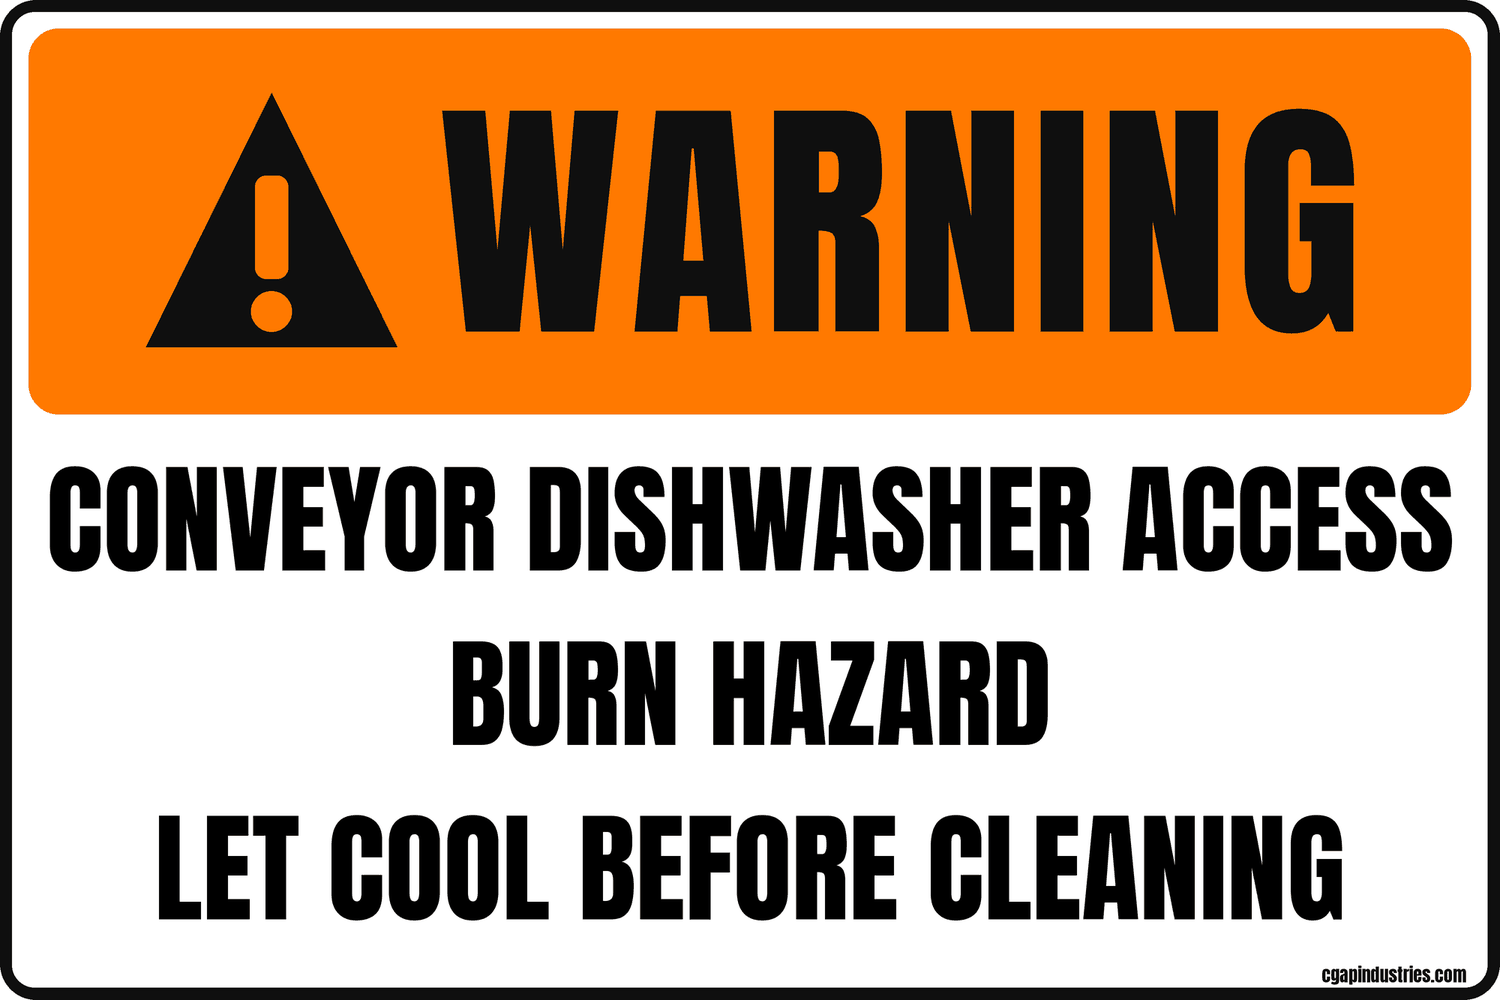 WARNING
CONVEYOR DISHWASHER ACCESS
BURN HAZARD
LET COOL BEFORE CLEANING
cgapindustries.com